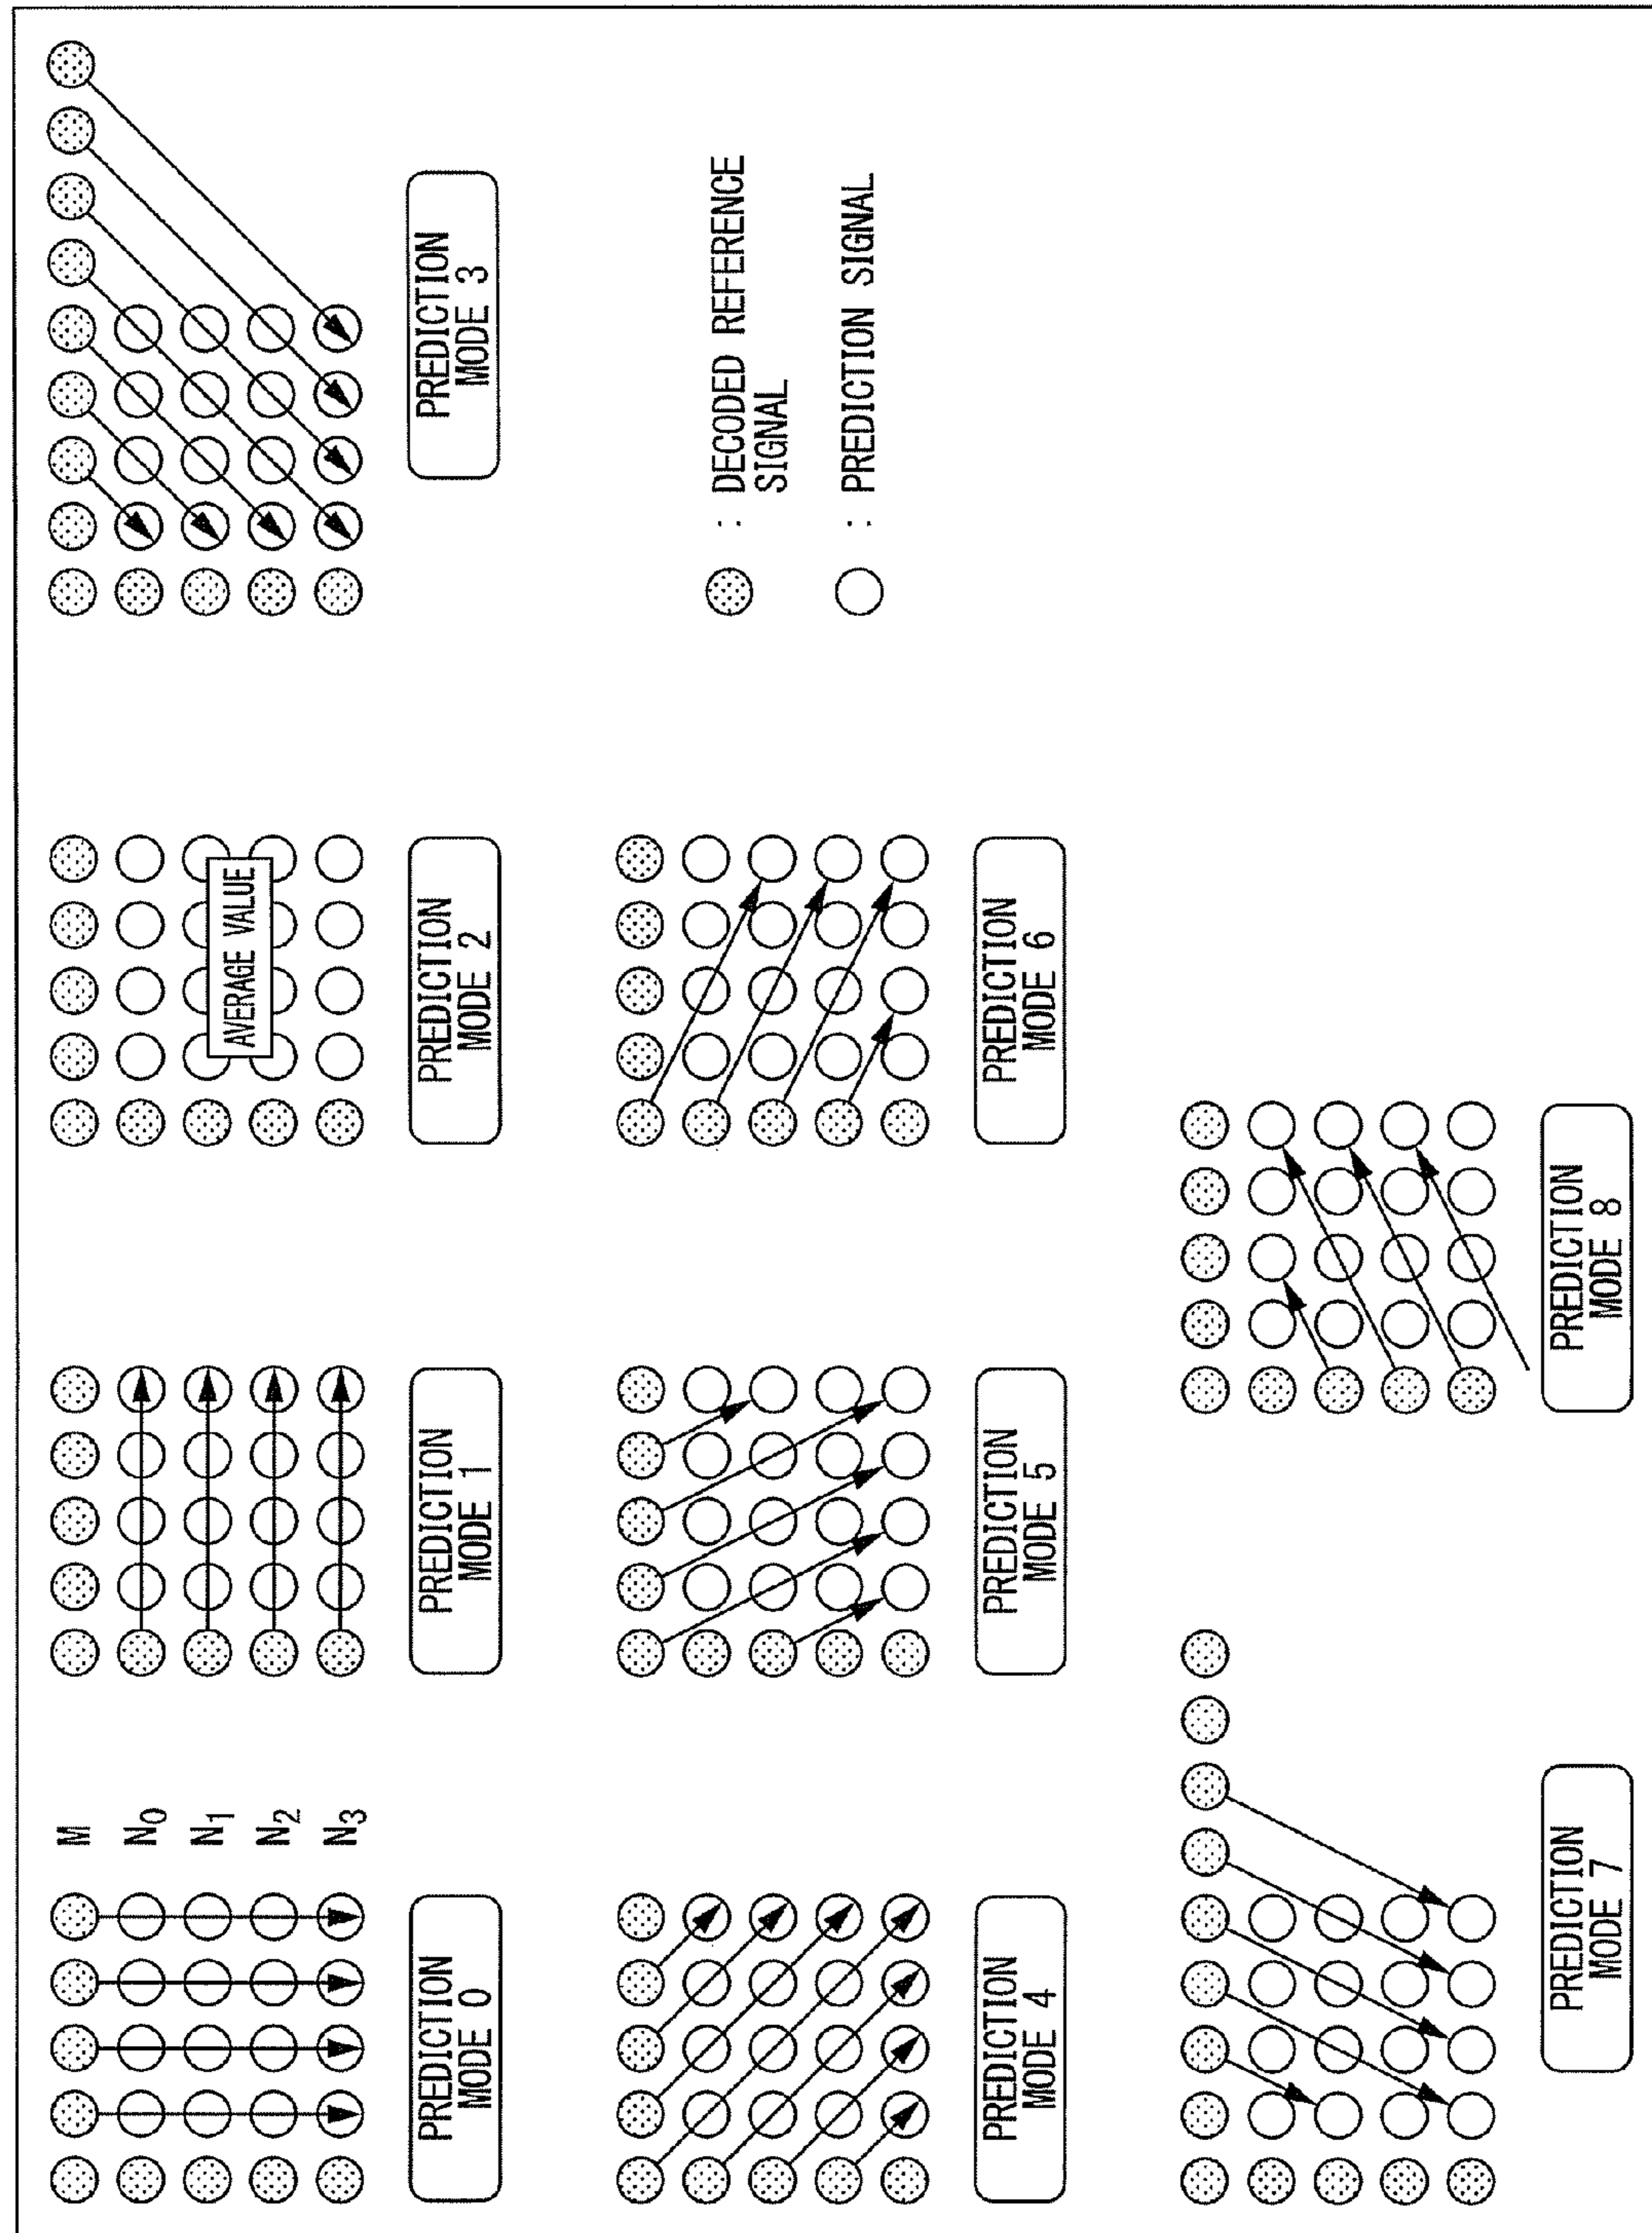 M
N0
N1
N2
N3
PREDICTION
MODE 0
PREDICTION
MODE 1
AVERAGE VALUE
PREDICTION
MODE 2
PREDICTION
MODE 3
PREDICTION
MODE 4
PREDICTION
MODE 5
PREDICTION
MODE 6
: DECODED REFERENCE
SIGNAL
: PREDICTION SIGNAL
PREDICTION
MODE 7
PREDICTION
MODE 8